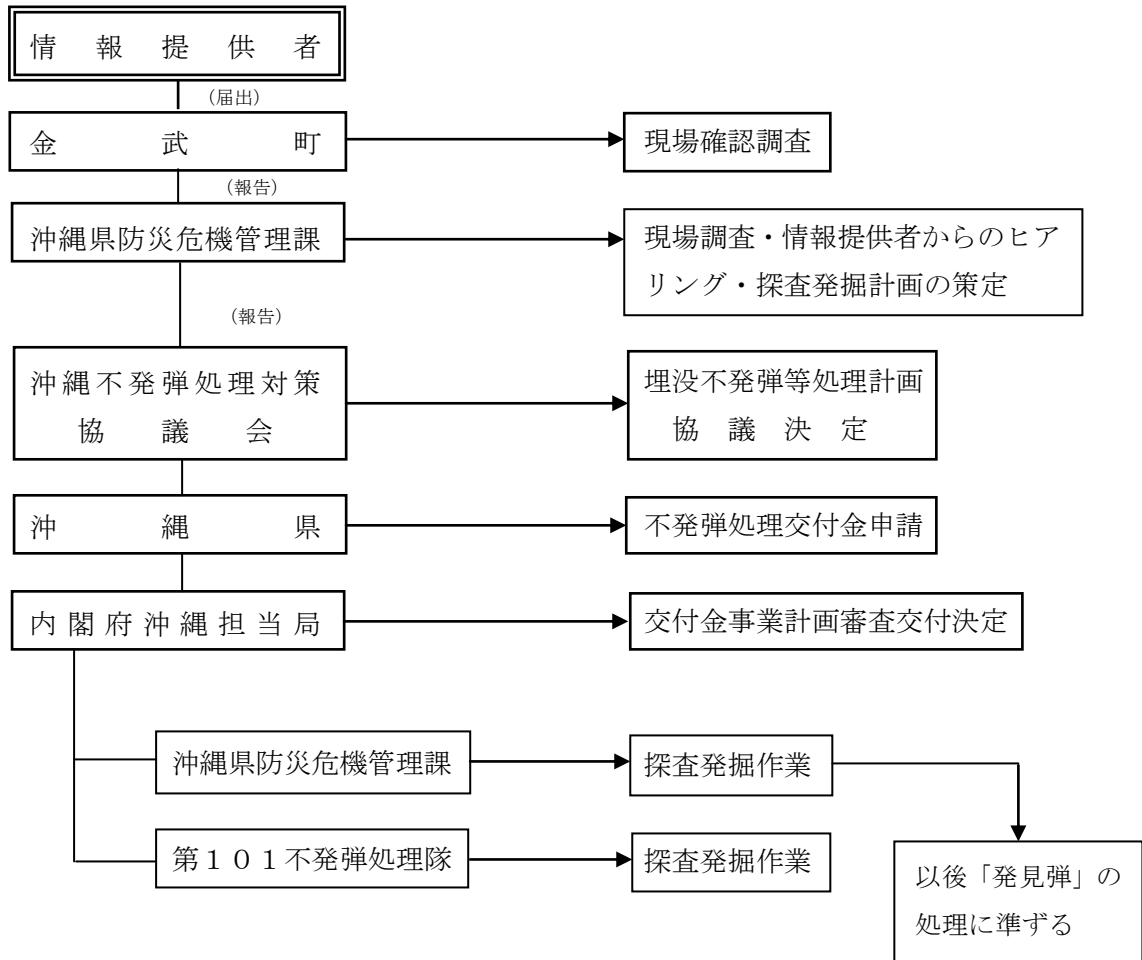 情報提供者
（届出）
金武町
現場確認調査
（報告）
沖縄県防災危機管理課
現場調査・情報提供者からのヒア
リング・探査発掘計画の策定
（報告）
沖縄不発弾処理対策
協議会
埋没不発弾等処理計画
協議決定
沖縄県
不発弾処理交付金申請
内閣府沖縄担当局
交付金事業計画審査交付決定
沖縄県防災危機管理課
探査発掘作業
第１０１不発弾処理隊
探査発掘作業
以後「発見弾」の
処理に準ずる